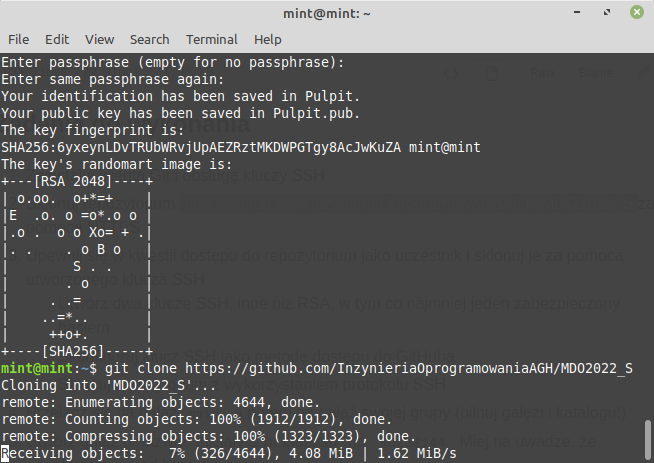 mint@mint: ~
File Edit View Search Terminal Help
Enter passphrase (empty for no passphrase):
Enter same passphrase again:
Your identification has been saved in Pulpit.
Your public key has been saved in Pulpit.pub.
The key fingerprint is:
SHA256:6yxeynLDvTRUbWRvjUpAEZRztMKDWPGTgy8AcJwKuZA mint@mint
The key's randomart image is:
+---[RSA 2048]----+
| o.oo.  o+*=+    |
|E  .o. o =o*.o o |
|.o .  o o Xo= + .|
|. .    . o B o   |
|        S . .    |
|       . o       |
|     . .=        |
|    ..=*..       |
|     ++o+.       |
+----[SHA256]-----+
mint@mint:~$ git clone https://github.com/InzynieriaOprogramowaniaAGH/MDO2022_S
Cloning into 'MDO2022_S'...
remote: Enumerating objects: 4644, done.
remote: Counting objects: 100% (1912/1912), done.
remote: Compressing objects: 100% (1323/1323), done.
Receiving objects:   7% (326/4644), 4.08 MiB | 1.62 MiB/s